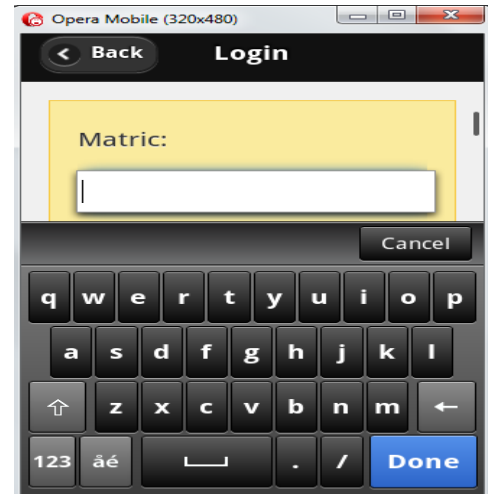 Opera Mobile (320x480)
Back Login
Matric:
Cancel
q w e r t y u i o p
a s d f g h j k l
z x c v b n m
123 åé . / Done